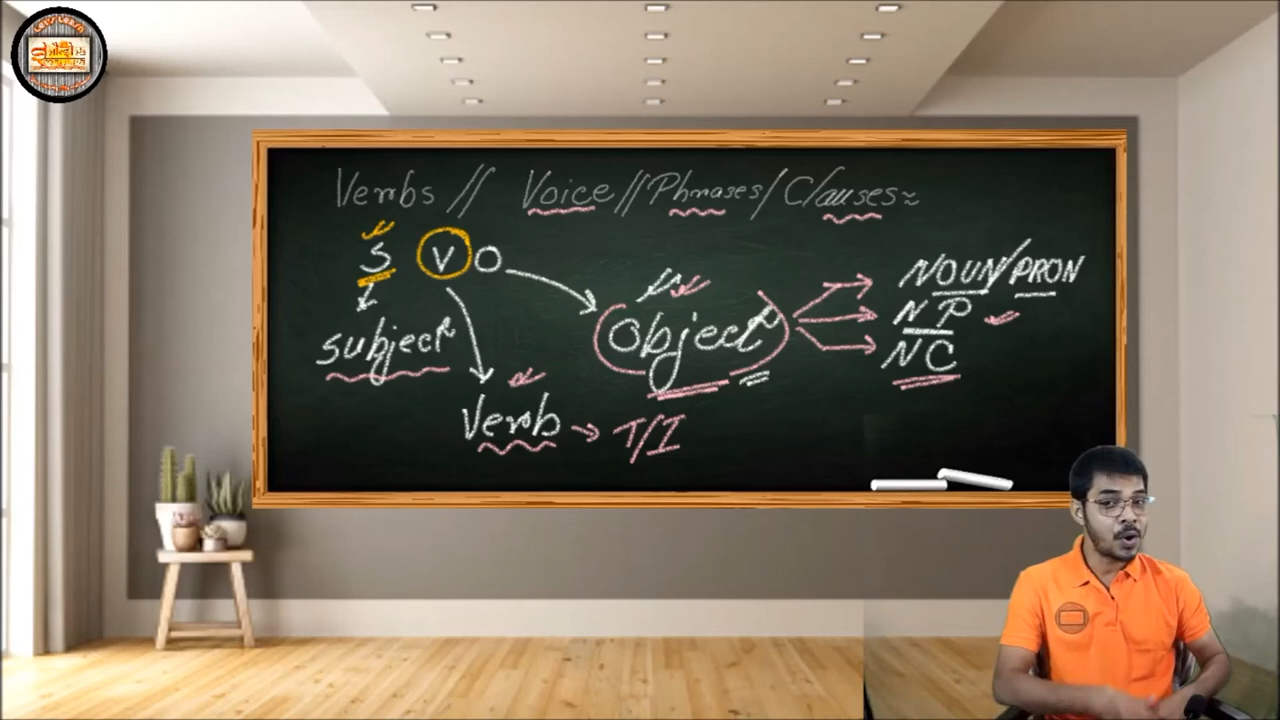 Verbs // Voice // Phrases / Clauses
S V O
NOUN/PRON
NP
NC
Object
subject
Verb → T/I